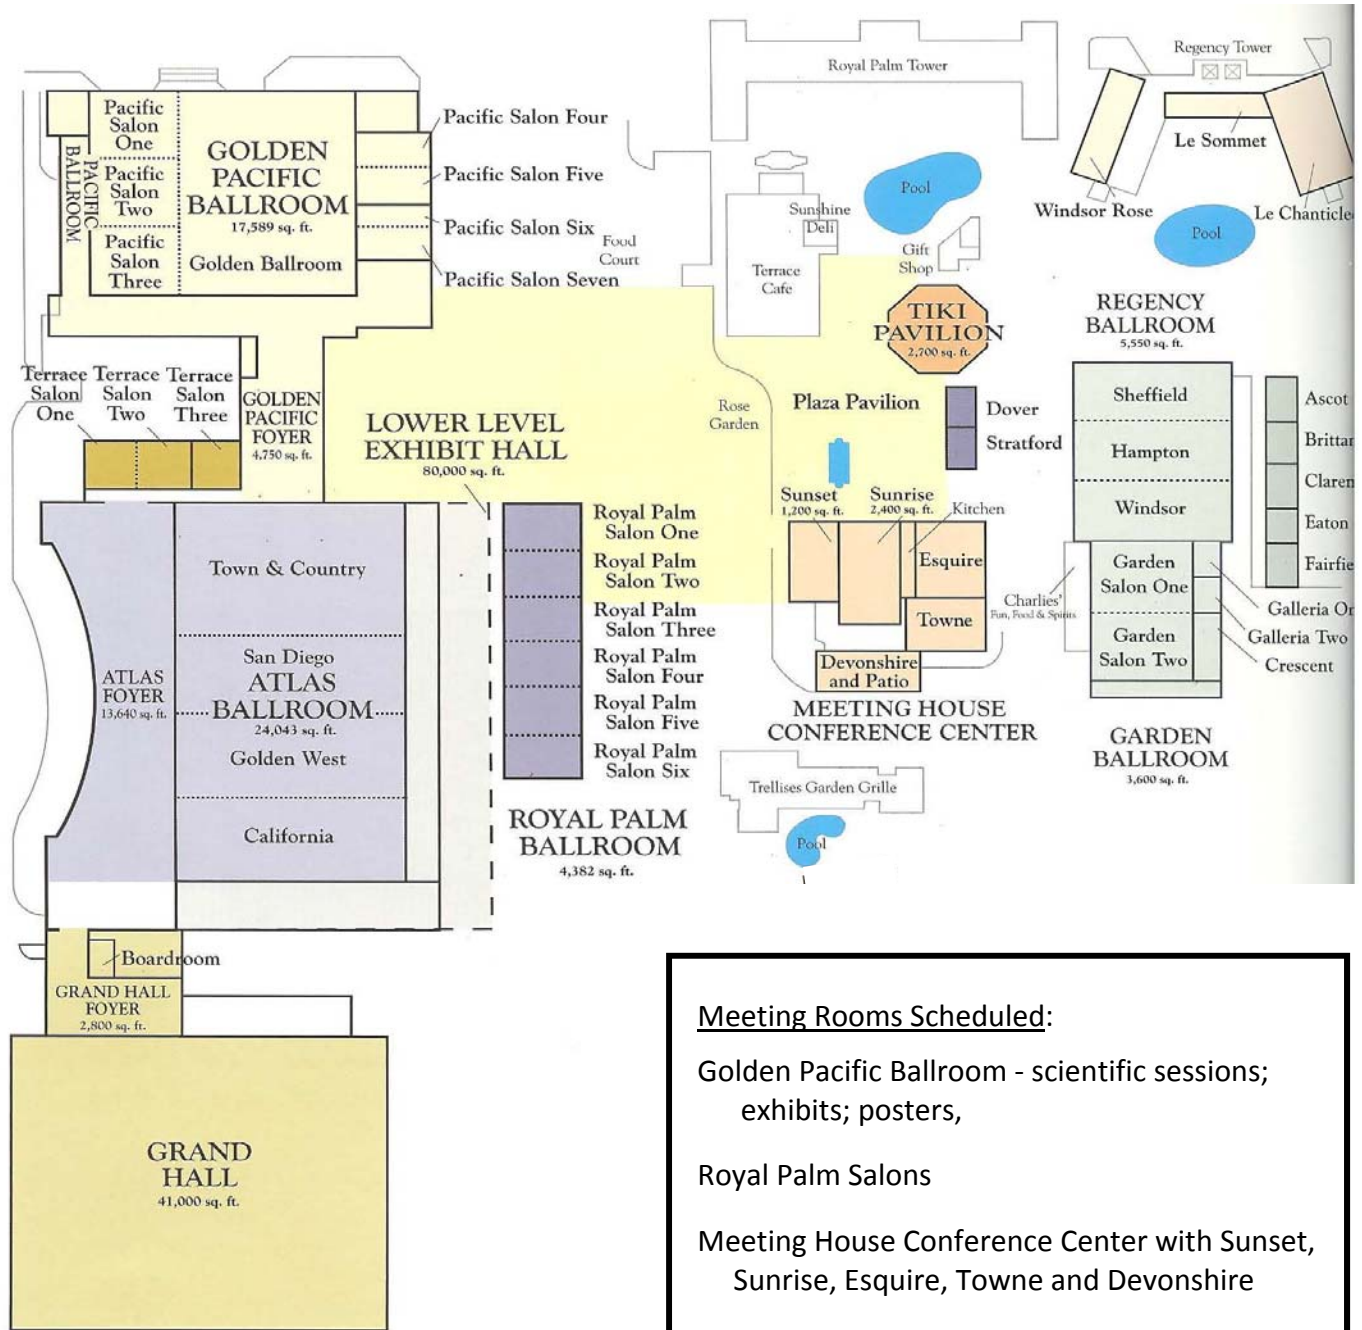 Royal Palm Tower
Regency Tower
Le Sommet
Windsor Rose
Le Chanticle
Pool
Pool
Pacific
Salon
One
Pacific
Salon
Two
Pacific
Salon
Three
PACIFIC
BALLROOM
GOLDEN
PACIFIC
BALLROOM
17,589 sq. ft.
Golden Ballroom
Pacific Salon Four
Pacific Salon Five
Pacific Salon Six
Pacific Salon Seven
Food
Court
Sunshine
Deli
Terrace
Cafe
Gift
Shop
TIKI
PAVILION
2,700 sq. ft.
REGENCY
BALLROOM
5,550 sq. ft.
Terrace
Salon
One
Terrace
Salon
Two
Terrace
Salon
Three
GOLDEN
PACIFIC
FOYER
4,750 sq. ft.
LOWER LEVEL
EXHIBIT HALL
80,000 sq. ft.
Rose
Garden
Plaza Pavilion
Dover
Stratford
Sheffield
Hampton
Windsor
Ascot
Brittan
Claren
Eaton
Fairfie
Sunset
1,200 sq. ft.
Sunrise
2,400 sq. ft.
Kitchen
Esquire
Towne
Devonshire
and Patio
MEETING HOUSE
CONFERENCE CENTER
Charlies'
Fun, Food & Spirits
Garden
Salon One
Garden
Salon Two
Galleria On
Galleria Two
Crescent
GARDEN
BALLROOM
3,600 sq. ft.
Royal Palm
Salon One
Royal Palm
Salon Two
Royal Palm
Salon Three
Royal Palm
Salon Four
Royal Palm
Salon Five
Royal Palm
Salon Six
ROYAL PALM
BALLROOM
4,382 sq. ft.
Town & Country
San Diego
ATLAS
BALLROOM
24,043 sq. ft.
Golden West
California
ATLAS
FOYER
13,640 sq. ft.
Trellises Garden Grille
Pool
Boardroom
GRAND HALL
FOYER
2,800 sq. ft.
GRAND
HALL
41,000 sq. ft.
Meeting Rooms Scheduled:
Golden Pacific Ballroom - scientific sessions;
exhibits; posters,
Royal Palm Salons
Meeting House Conference Center with Sunset,
Sunrise, Esquire, Towne and Devonshire